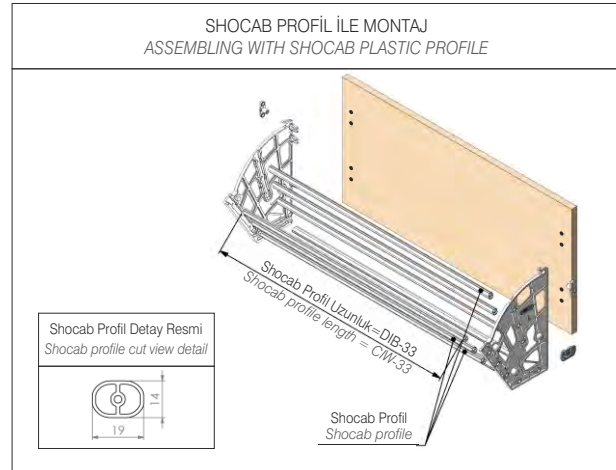 SHOCAB PROFİL İLE MONTAJ
ASSEMBLING WITH SHOCAB PLASTIC PROFILE
Shocab Profil Uzunluk=DIB-33
Shocab profile length = CIW-33
Shocab Profil Detay Resmi
Shocab profile cut view detail
14
19
Shocab Profil
Shocab profile